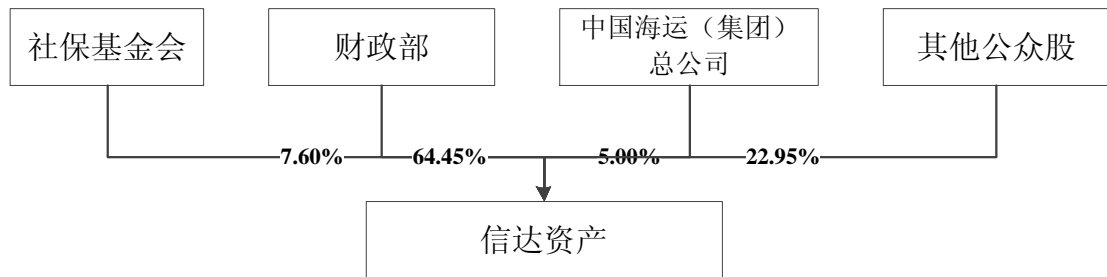 社保基金会
财政部
中国海运（集团）
总公司
其他公众股
7.60%
64.45%
5.00%
22.95%
信达资产